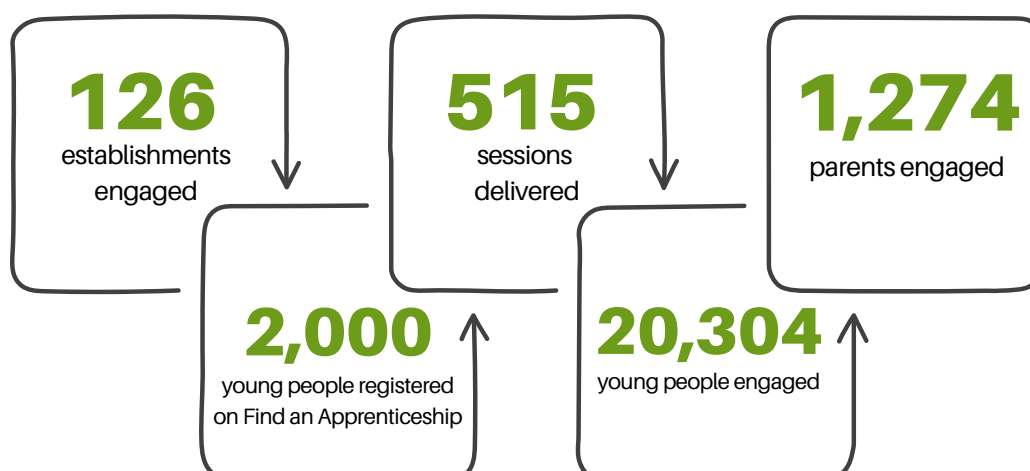 126
establishments
engaged
2,000
young people registered
on Find an Apprenticeship
515
sessions
delivered
20,304
young people engaged
1,274
parents engaged